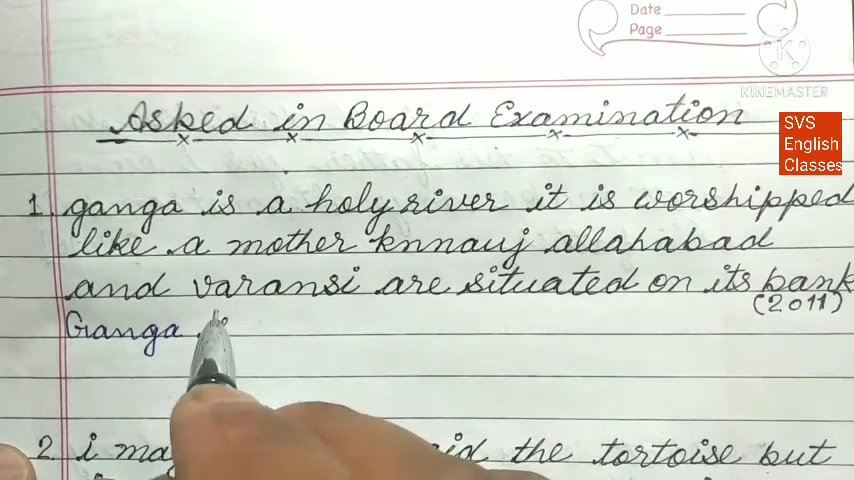 Date
Page
KINEMASTER
SVS
English
Classes
Asked in Board Examination
1. ganga is a holy river it is worshipped
like a mother knnauj allahabad
and varansi are situated on its bank
(2011)
Ganga
2 i ma the tortoise but